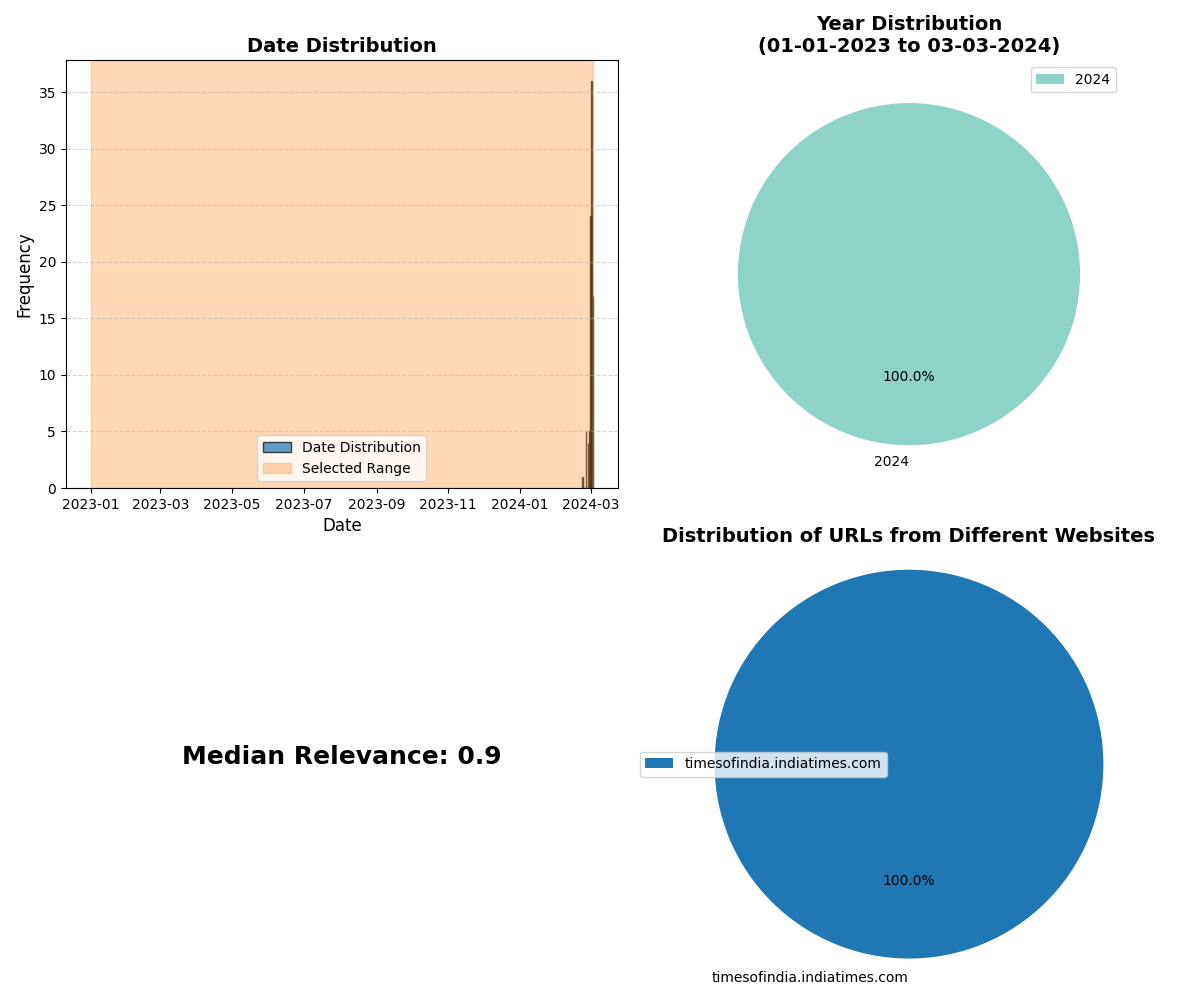 Date Distribution
Frequency
35
30
25
20
15
10
5
0
Date Distribution
Selected Range
2023-01 2023-03 2023-05 2023-07 2023-09 2023-11 2024-01 2024-03
Date
Year Distribution
(01-01-2023 to 03-03-2024)
2024
100.0%
2024
Median Relevance: 0.9
Distribution of URLs from Different Websites
timesofindia.indiatimes.com
100.0%
timesofindia.indiatimes.com